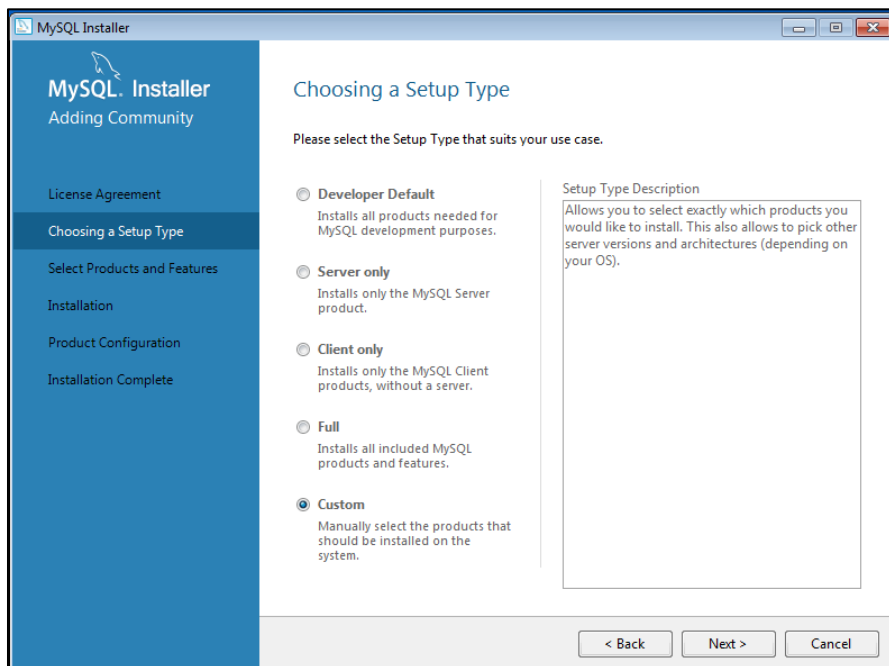 MySQL Installer
MySQL. Installer
Adding Community
License Agreement
Choosing a Setup Type
Select Products and Features
Installation
Product Configuration
Installation Complete
Choosing a Setup Type
Please select the Setup Type that suits your use case.
Developer Default
Installs all products needed for
MySQL development purposes.
Server only
Installs only the MySQL Server
product.
Client only
Installs only the MySQL Client
products, without a server.
Full
Installs all included MySQL
products and features.
Custom
Manually select the products that
should be installed on the
system.
Setup Type Description
Allows you to select exactly which products you
would like to install. This also allows to pick other
server versions and architectures (depending on
your OS).
< Back
Next >
Cancel